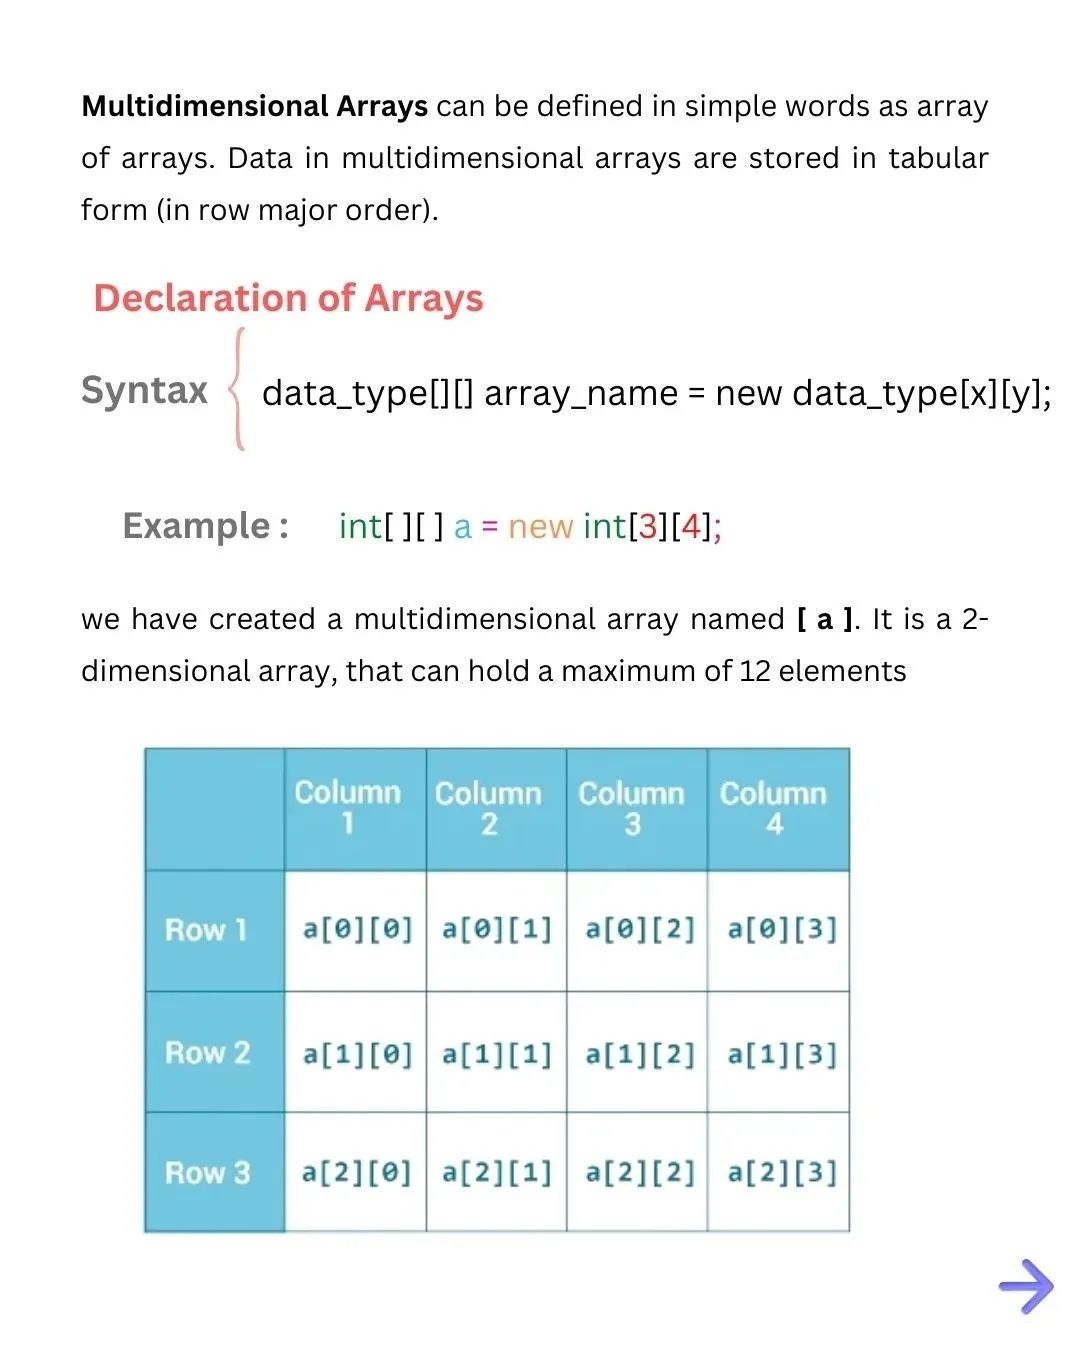 Multidimensional Arrays can be defined in simple words as array
of arrays. Data in multidimensional arrays are stored in tabular
form (in row major order).
Declaration of Arrays
Syntax data_type[][] array_name = new data_type[x][y];
Example : int[ ][ ] a = new int[3][4];
we have created a multidimensional array named [ a ]. It is a 2-
dimensional array, that can hold a maximum of 12 elements
Column 1 Column 2 Column 3 Column 4
Row 1 a[0][0] a[0][1] a[0][2] a[0][3]
Row 2 a[1][0] a[1][1] a[1][2] a[1][3]
Row 3 a[2][0] a[2][1] a[2][2] a[2][3]